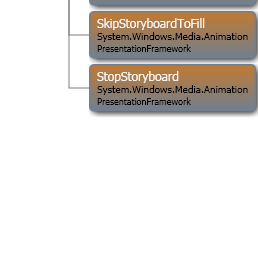 SkipStoryboardToFill
System.Windows.Media.Animation
PresentationFramework
StopStoryboard
System.Windows.Media.Animation
PresentationFramework